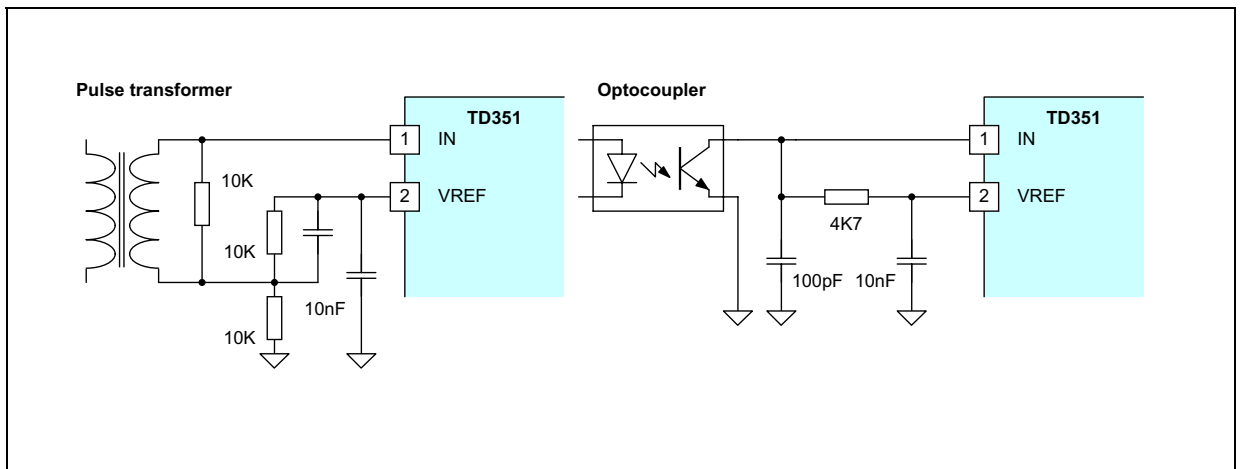 Pulse transformer
TD351
1 IN
10K
2 VREF
10K
10nF
10K
Optocoupler
TD351
1 IN
2 VREF
4K7
100pF 10nF